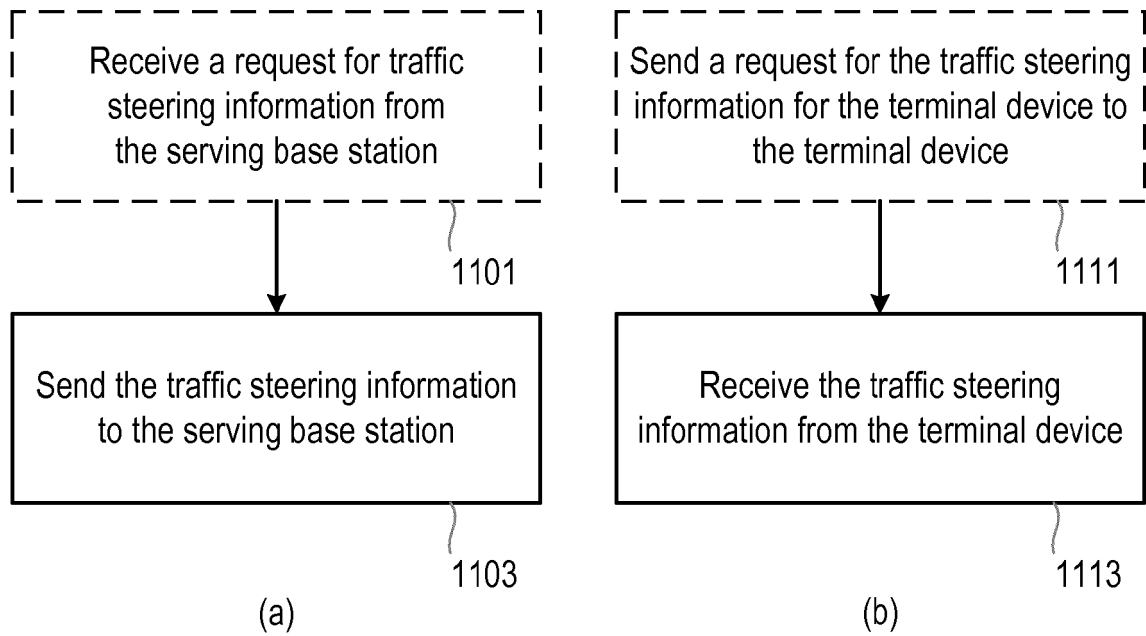 Receive a request for traffic
steering information from
the serving base station
1101
Send the traffic steering information
to the serving base station
1103
(a)
Send a request for the traffic steering
information for the terminal device to
the terminal device
1111
Receive the traffic steering
information from the terminal device
1113
(b)